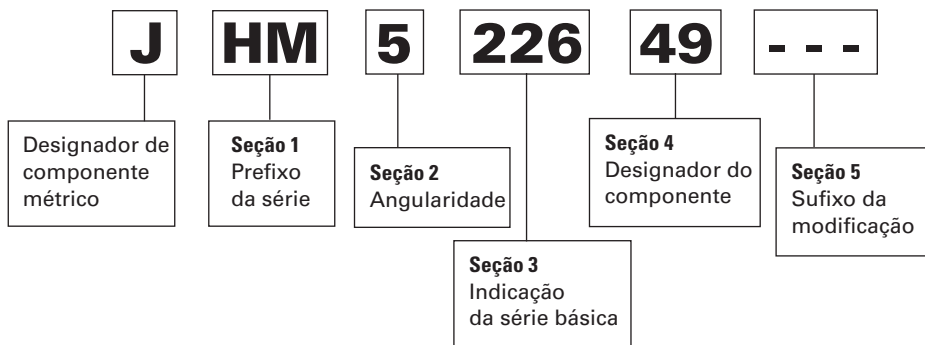 J HM 5 226 49 - - -
Designador de
componente
métrico
Seção 1
Prefixo
da série
Seção 2
Angularidade
Seção 3
Indicação
da série básica
Seção 4
Designador do
componente
Seção 5
Sufixo da
modificação